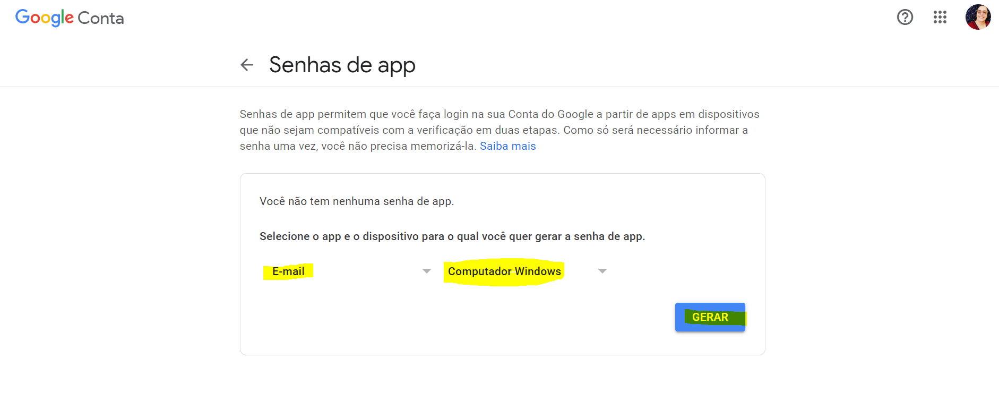 Google Conta
Senhas de app
Senhas de app permitem que você faça login na sua Conta do Google a partir de apps em dispositivos
que não sejam compatíveis com a verificação em duas etapas. Como só será necessário informar a
senha uma vez, você não precisa memorizá-la. Saiba mais
Você não tem nenhuma senha de app.
Selecione o app e o dispositivo para o qual você quer gerar a senha de app.
E-mail Computador Windows
GERAR